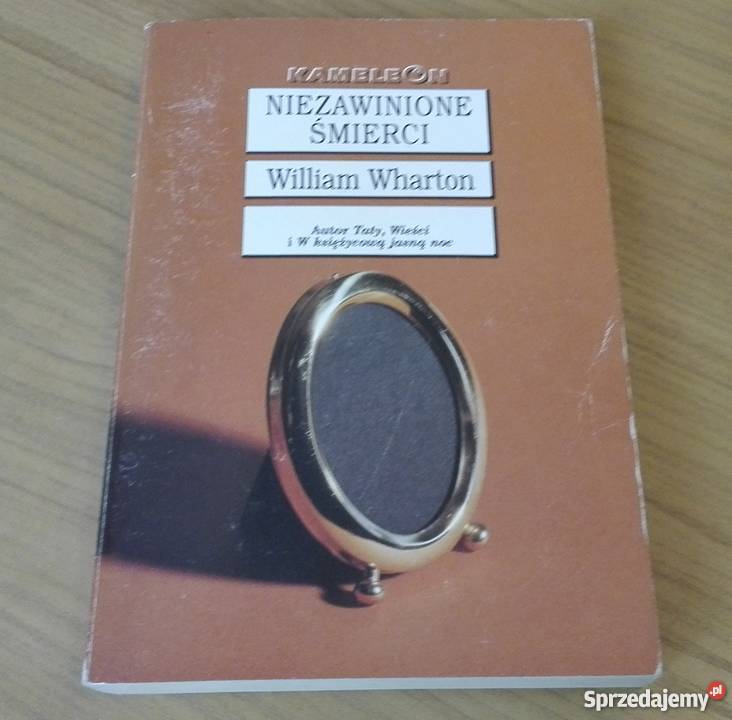 KAMELEON
NIEZAWINIONE
ŚMIERCI
William Wharton
Autor Taty, Wieści
i W księżycową jasną noc
Sprzedajemy.pl